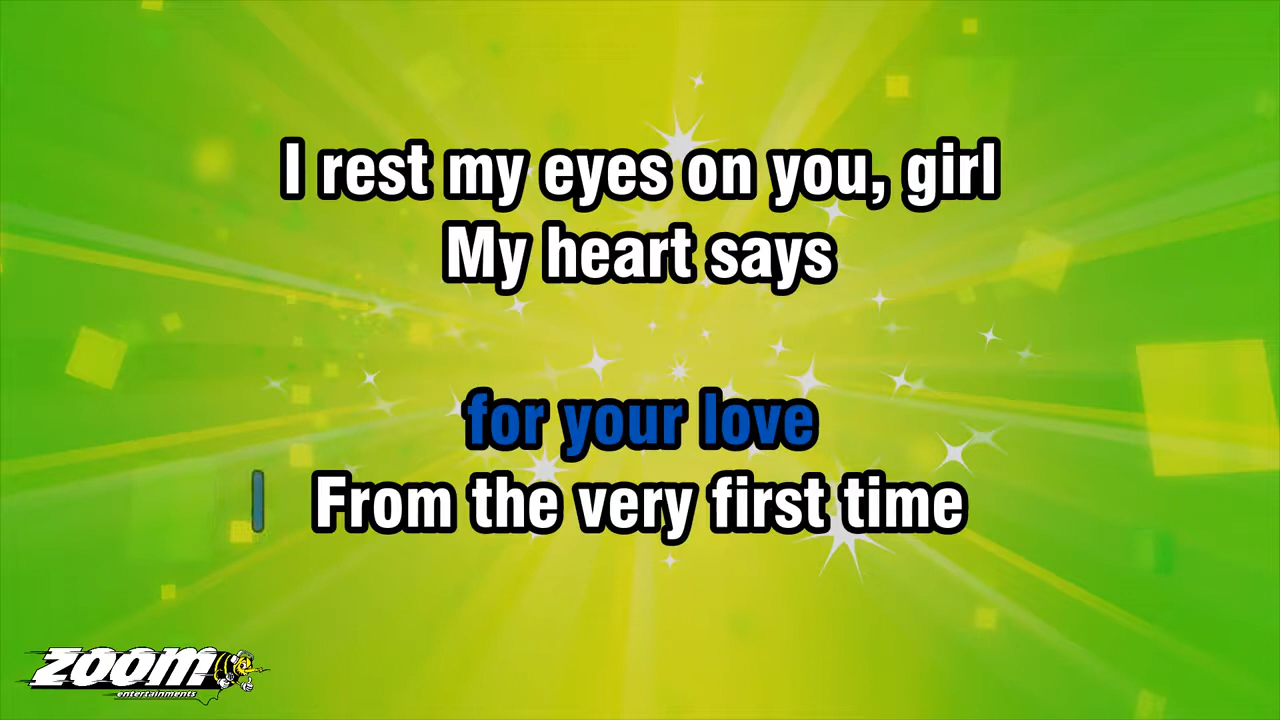 I rest my eyes on you, girl
My heart says
for your love
From the very first time
zoom
entertainments